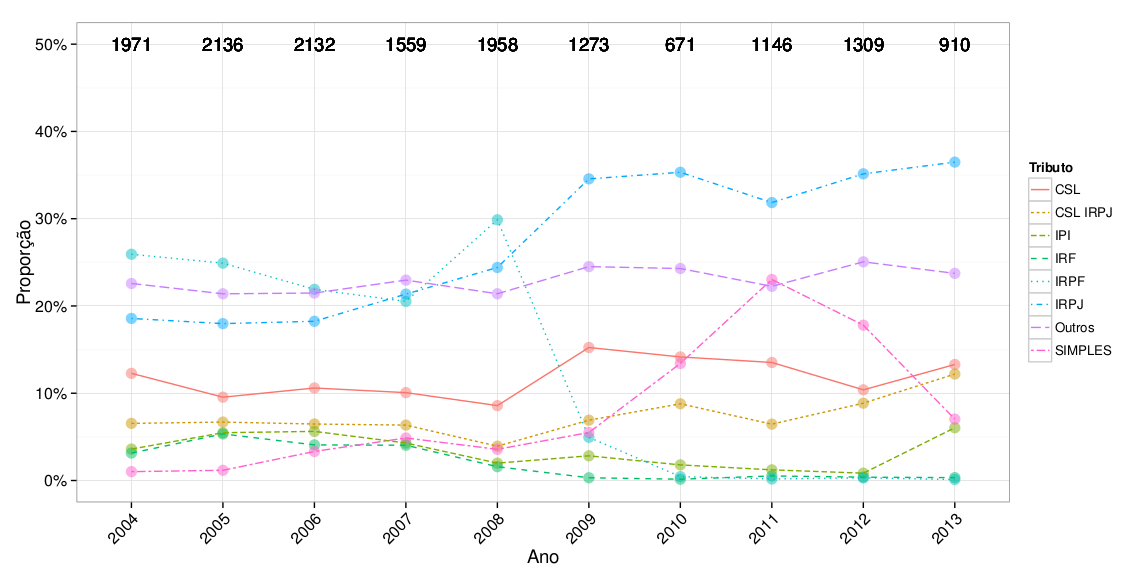 50%
1971 2136 2132 1559 1958 1273 671 1146 1309 910
40%
30%
20%
10%
0%
Proporção
2004 2005 2006 2007 2008 2009 2010 2011 2012 2013
Ano
Tributo
CSL
CSL IRPJ
IPI
IRF
IRPF
IRPJ
Outros
SIMPLES